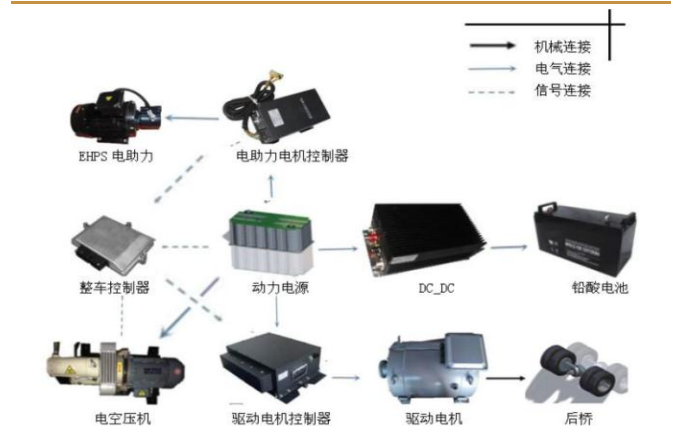 机械连接
电气连接
信号连接
EHPS 电助力
电助力电机控制器
整车控制器
动力电源
DC_DC
铅酸电池
电空压机
驱动电机控制器
驱动电机
后桥